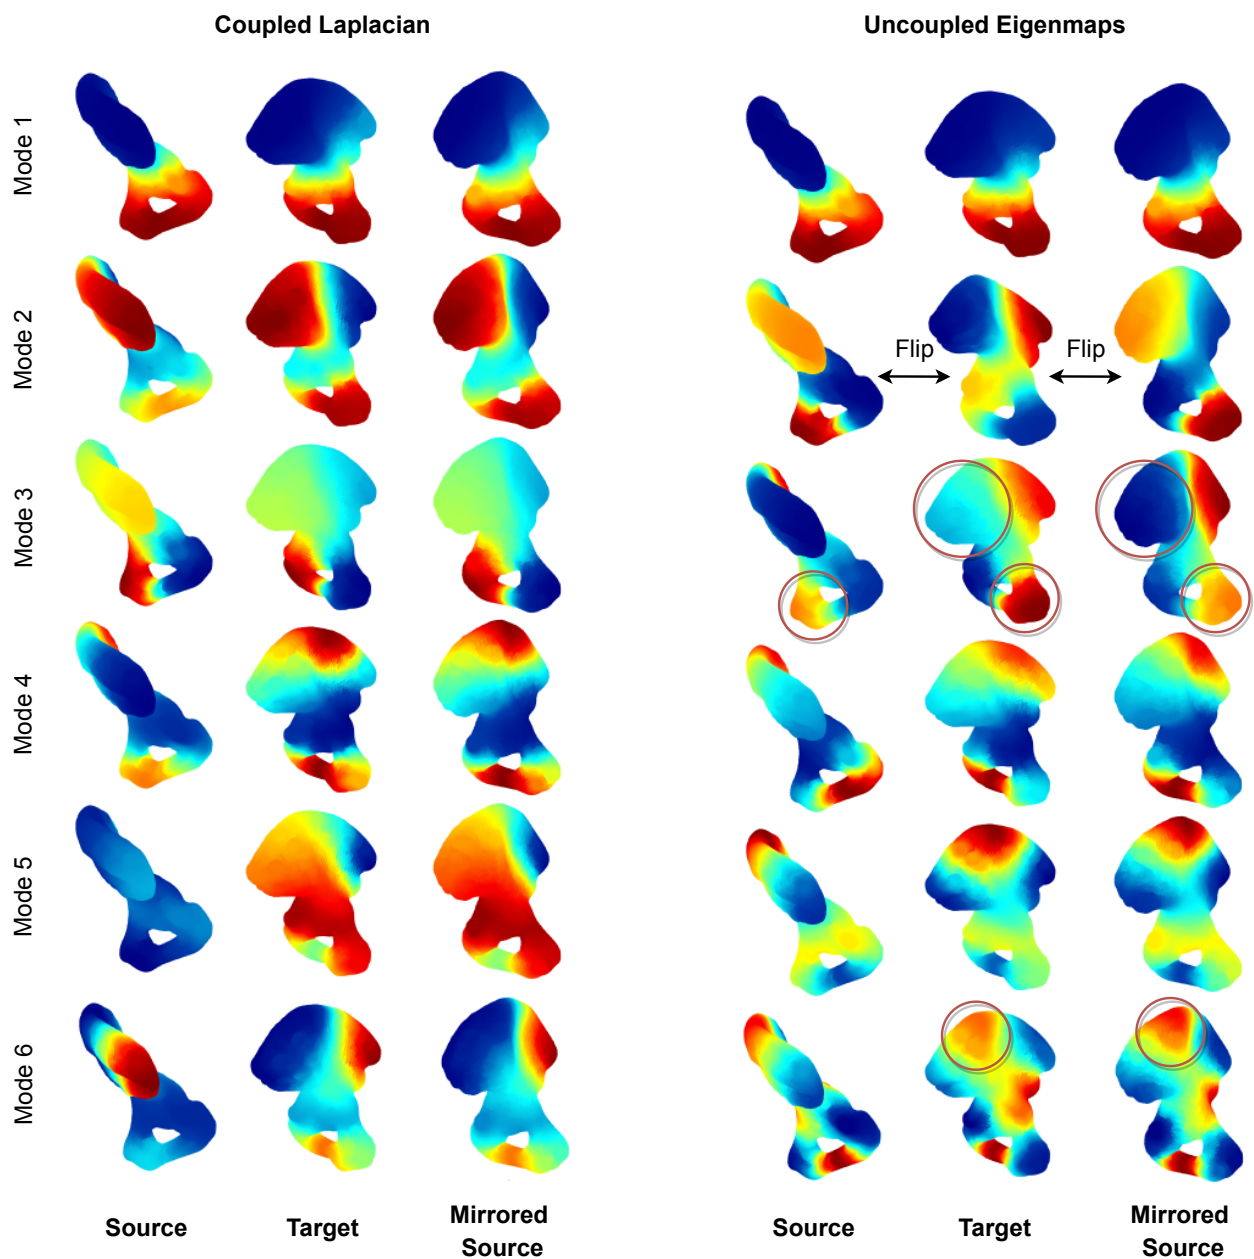 Coupled Laplacian
Uncoupled Eigenmaps
Mode 1
Mode 2
Flip
Flip
Mode 3
Mode 4
Mode 5
Mode 6
Source
Target
Mirrored
Source
Source
Target
Mirrored
Source